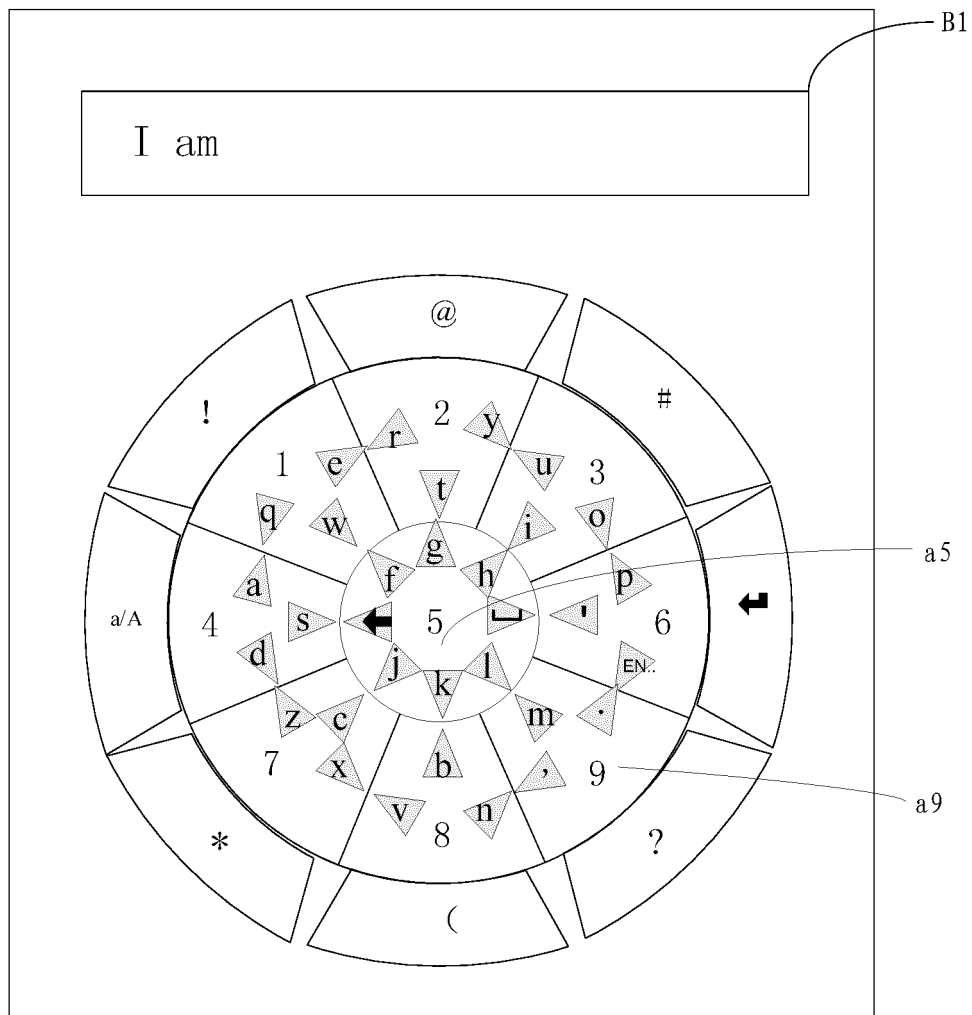 B1
I am
@
! #
2
r y
1 e u 3
t
q w i o
g
a f h p a5
a/A 4 s 5 ' 6
d j l EN..
k
z c m .
7 x b , 9
v n a9
8
* ?
(